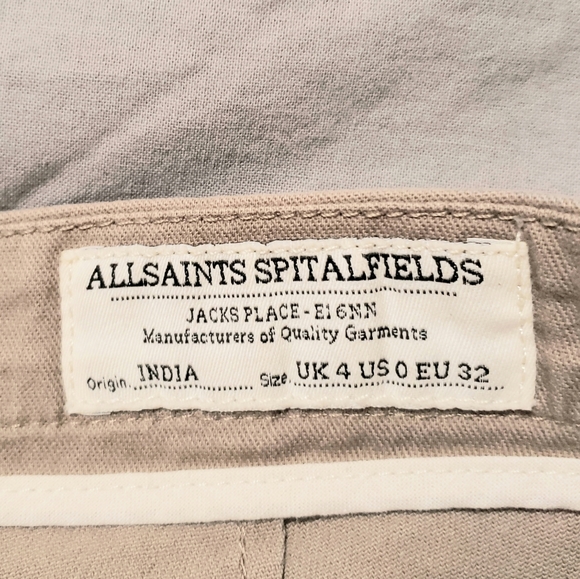 ALLSAINTS SPITALFIELDS
JACKS PLACE - E1 6NN
Manufacturers of Quality Garments
Origin. INDIA Size. UK 4 US 0 EU 32